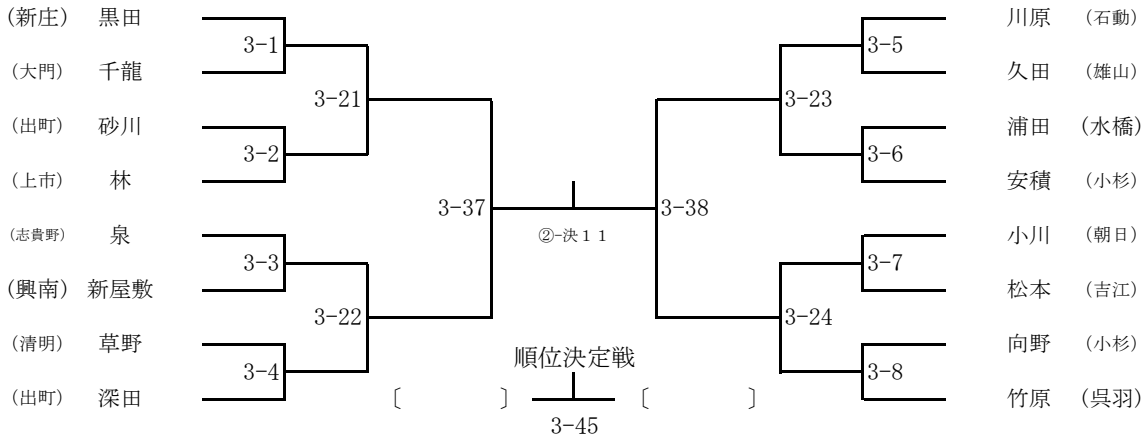 (新庄) 黒田
3-1
(大門) 千龍
3-21
(出町) 砂川
3-2
(上市) 林
3-37
(志貴野) 泉
3-3
(興南) 新屋敷
3-22
(清明) 草野
3-4
(出町) 深田
②-決11
川原 (石動)
3-5
久田 (雄山)
3-23
浦田 (水橋)
3-6
安積 (小杉)
3-38
小川 (朝日)
3-7
松本 (吉江)
3-24
向野 (小杉)
3-8
竹原 (呉羽)
順位決定戦
〔 〕 〔 〕
3-45